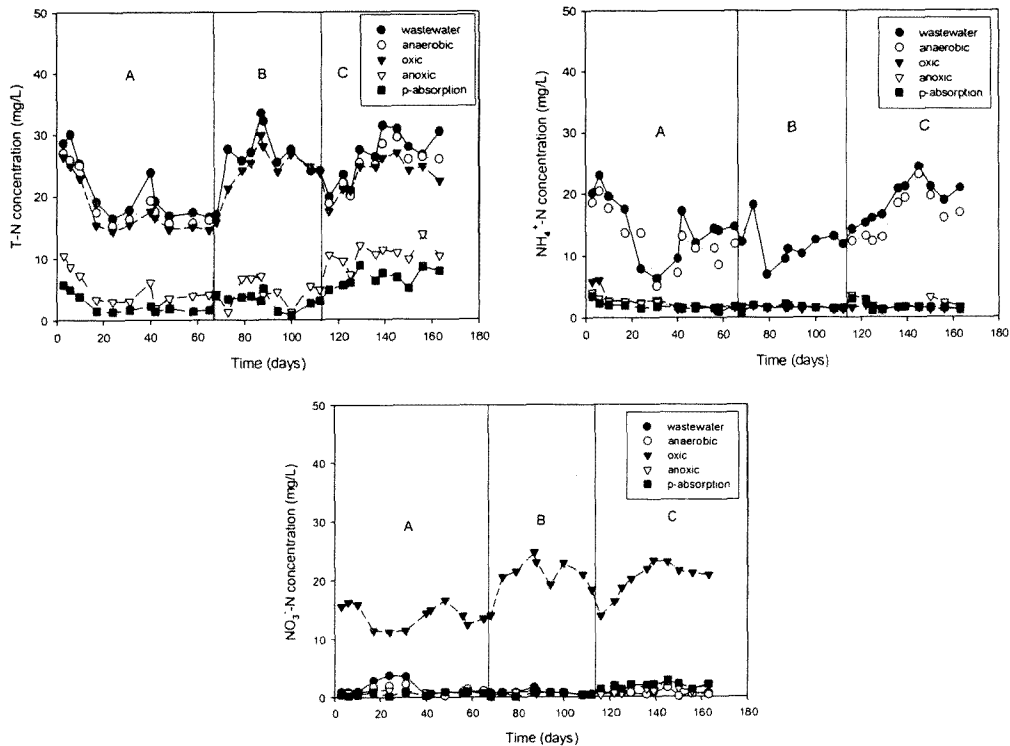 T-N concentration (mg/L)
50
40
30
20
10
0
A
B
C
wastewater
anaerobic
oxic
anoxic
p-absorption
0 20 40 60 80 100 120 140 160 180
Time (days)
NH₄⁺-N concentration (mg/L)
50
40
30
20
10
0
A
B
C
wastewater
anaerobic
oxic
anoxic
p-absorption
0 20 40 60 80 100 120 140 160 180
Time (days)
NO₃⁻-N concentration (mg/L)
50
40
30
20
10
0
A
B
C
wastewater
anaerobic
oxic
anoxic
p-absorption
0 20 40 60 80 100 120 140 160 180
Time (days)